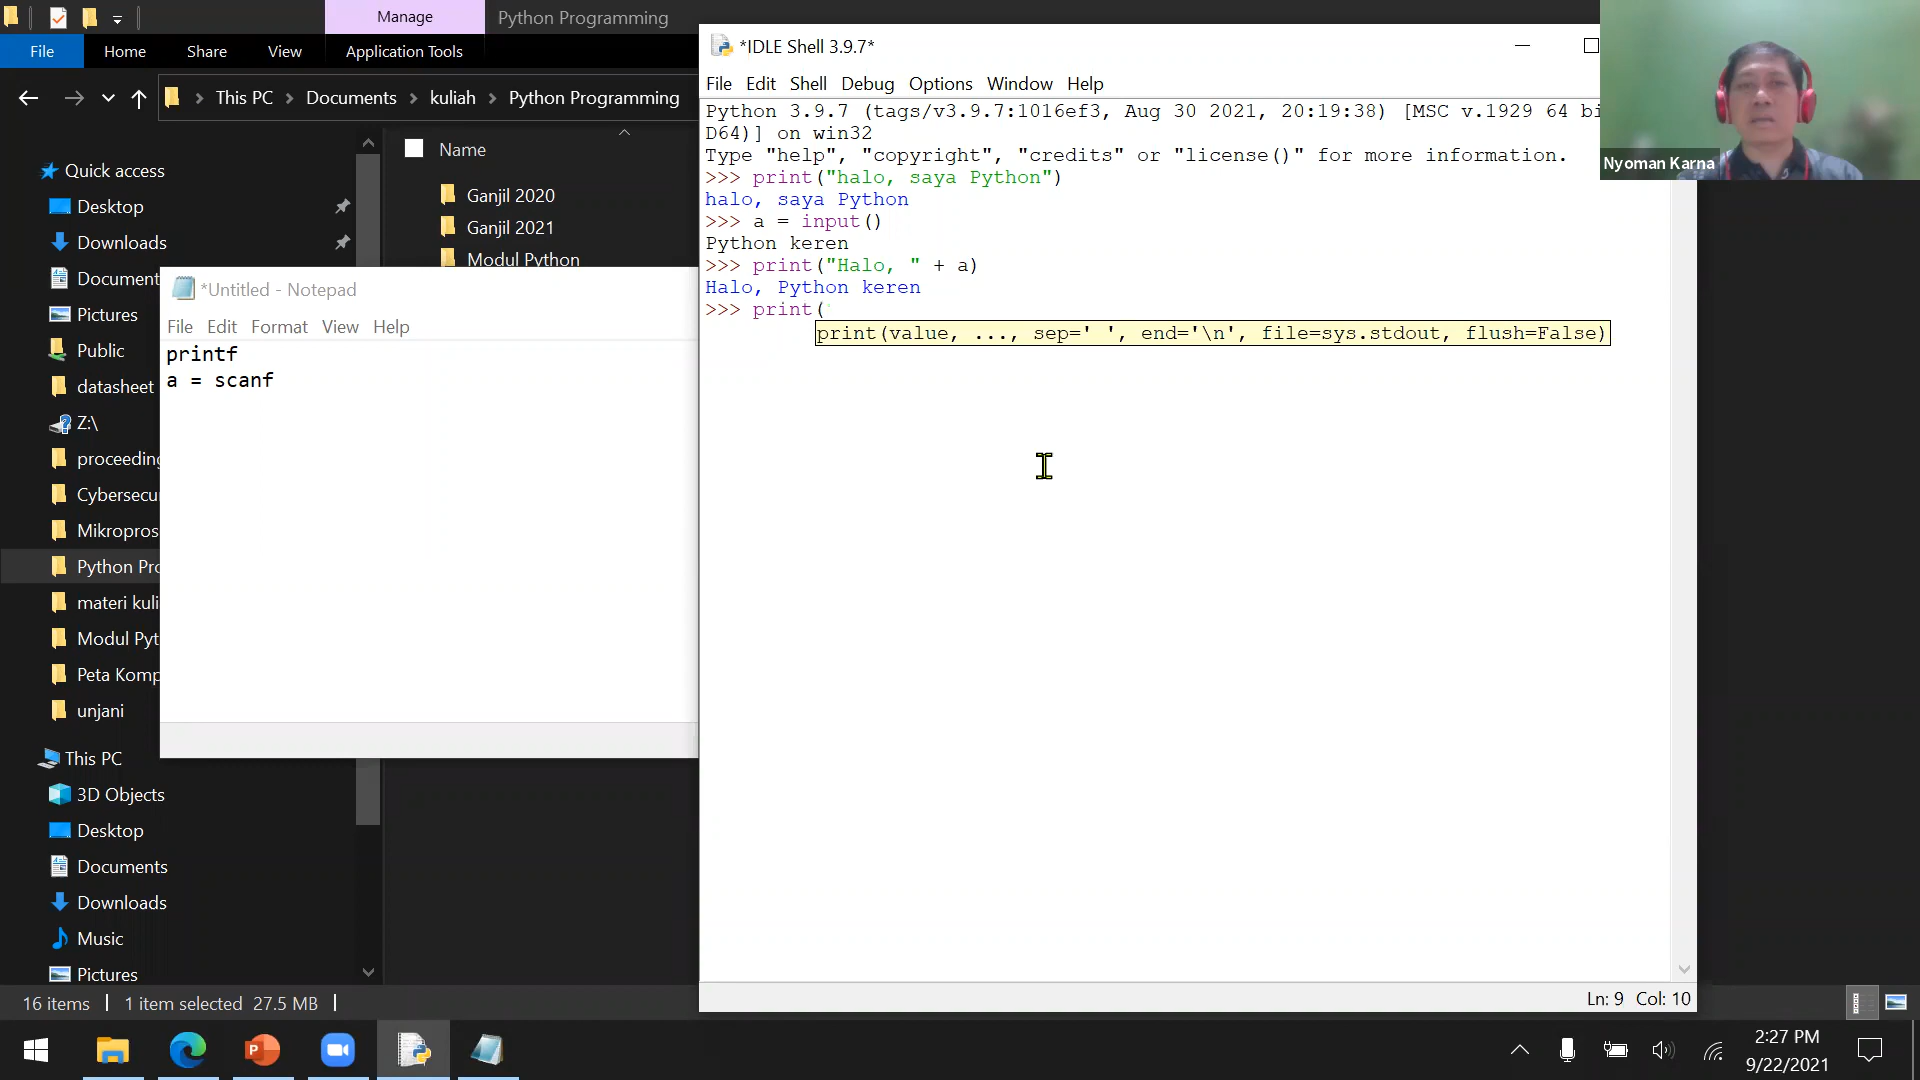 Manage
Python Programming
File
Home
Share
View
Application Tools
This PC
Documents
kuliah
Python Programming
Name
Quick access
Desktop
Downloads
Document
Pictures
Public
datasheet
Z:\
proceeding
Cybersecu
Mikropros
Python Pro
materi kuli
Modul Pyt
Peta Komp
unjani
This PC
3D Objects
Desktop
Documents
Downloads
Music
Pictures
Ganjil 2020
Ganjil 2021
Modul Python
16 items
1 item selected 27.5 MB
*Untitled - Notepad
File Edit Format View Help
printf
a = scanf
*IDLE Shell 3.9.7*
File Edit Shell Debug Options Window Help
Python 3.9.7 (tags/v3.9.7:1016ef3, Aug 30 2021, 20:19:38) [MSC v.1929 64 bi
D64)] on win32
Type "help", "copyright", "credits" or "license()" for more information.
>>> print("halo, saya Python")
halo, saya Python
>>> a = input()
Python keren
>>> print("Halo, " + a)
Halo, Python keren
>>> print(
print(value, ..., sep=' ', end='\n', file=sys.stdout, flush=False)
Ln: 9 Col: 10
Nyoman Karna
2:27 PM
9/22/2021